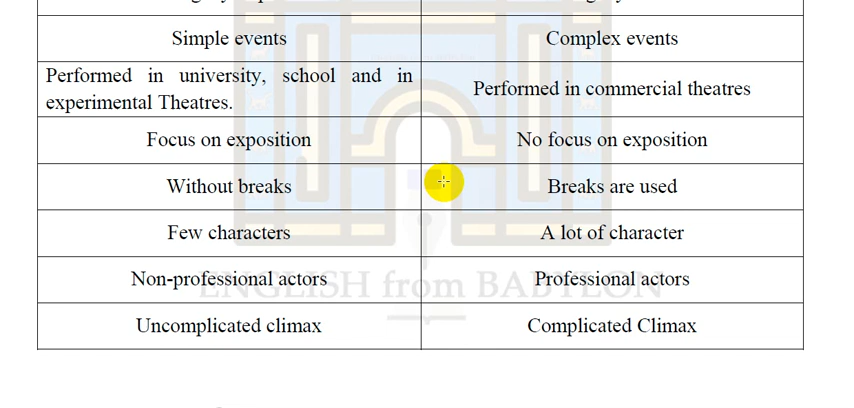 Simple events
Complex events
Performed in university, school and in
experimental Theatres.
Performed in commercial theatres
Focus on exposition
No focus on exposition
Without breaks
Breaks are used
Few characters
A lot of character
Non-professional actors
Professional actors
ENGLISH from BABYLON
Uncomplicated climax
Complicated Climax